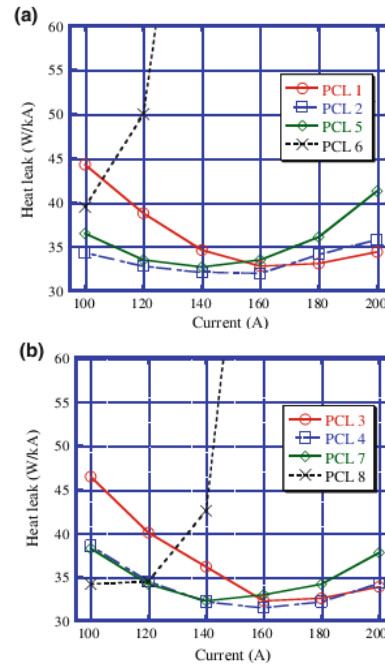 (a)
60
55
50
45
40
35
30
Heat leak (W/kA)
PCL 1
PCL 2
PCL 5
PCL 6
100 120 140 160 180 200
Current (A)
(b)
60
55
50
45
40
35
30
Heat leak (W/kA)
PCL 3
PCL 4
PCL 7
PCL 8
100 120 140 160 180 200
Current (A)